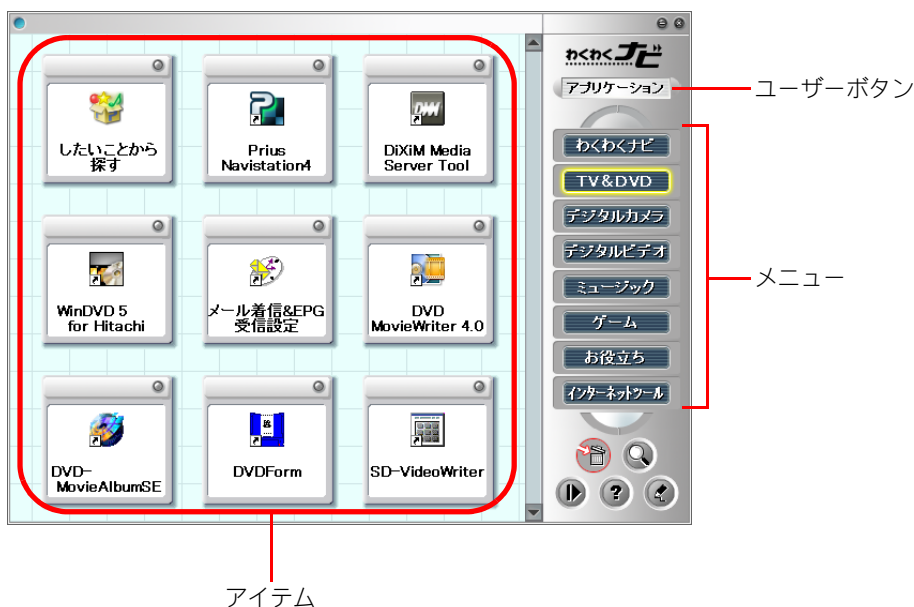 わくわくナビ
アプリケーション
ユーザーボタン
したいことから
探す
Prius
Navistation4
DiXiM Media
Server Tool
わくわくナビ
TV&DVD
デジタルカメラ
デジタルビデオ
メニュー
ミュージック
WinDVD 5
for Hitachi
メール着信&EPG
受信設定
DVD
MovieWriter 4.0
ゲーム
お役立ち
インターネットツール
DVD-
MovieAlbumSE
DVDForm
SD-VideoWriter
?
アイテム